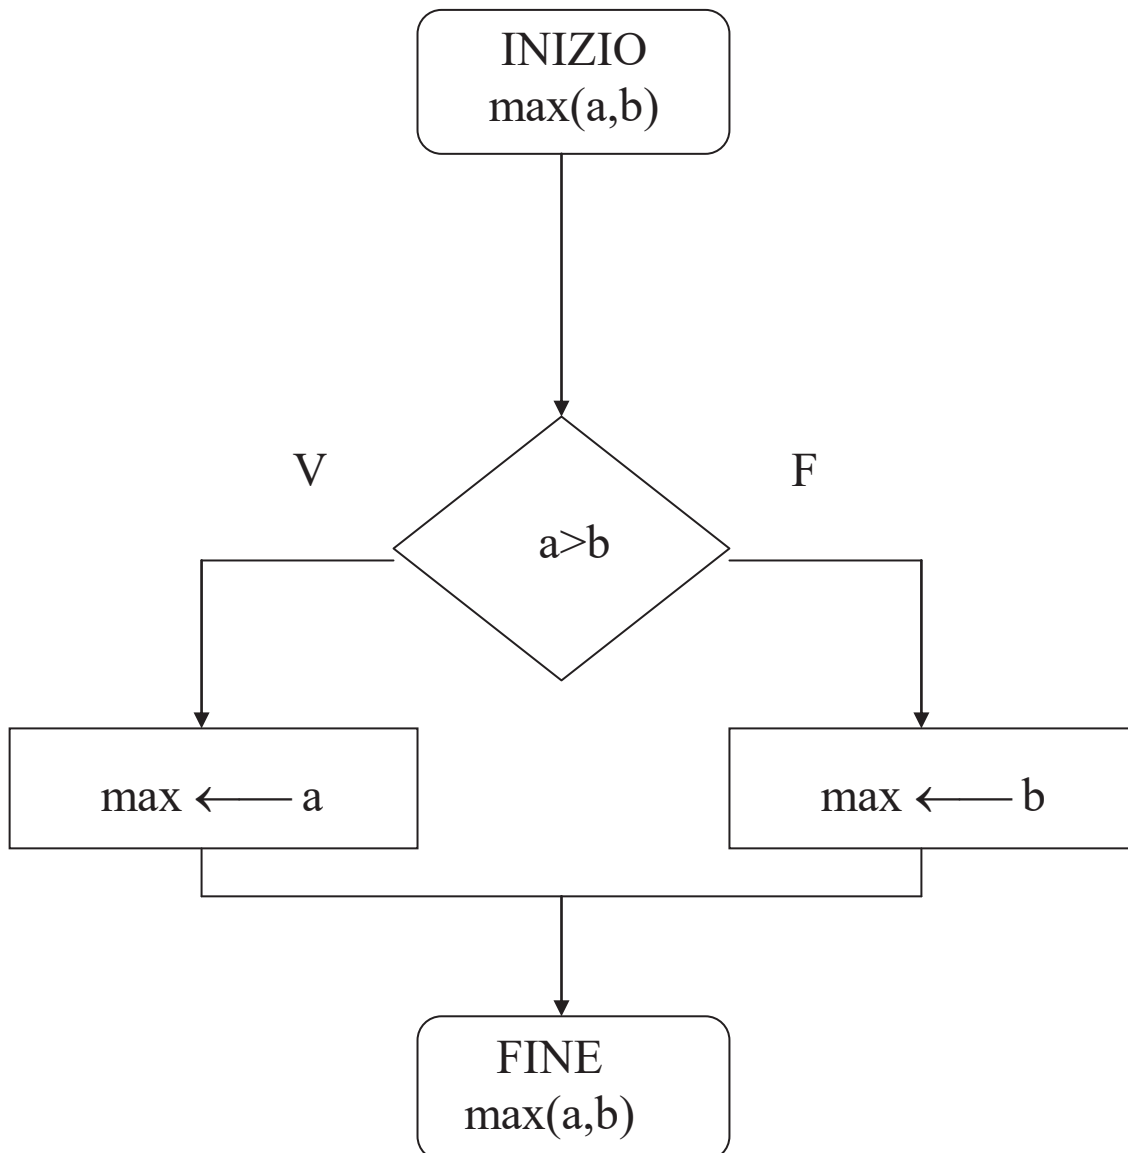 INIZIO
max(a,b)
V
F
a>b
max ← a
max ← b
FINE
max(a,b)